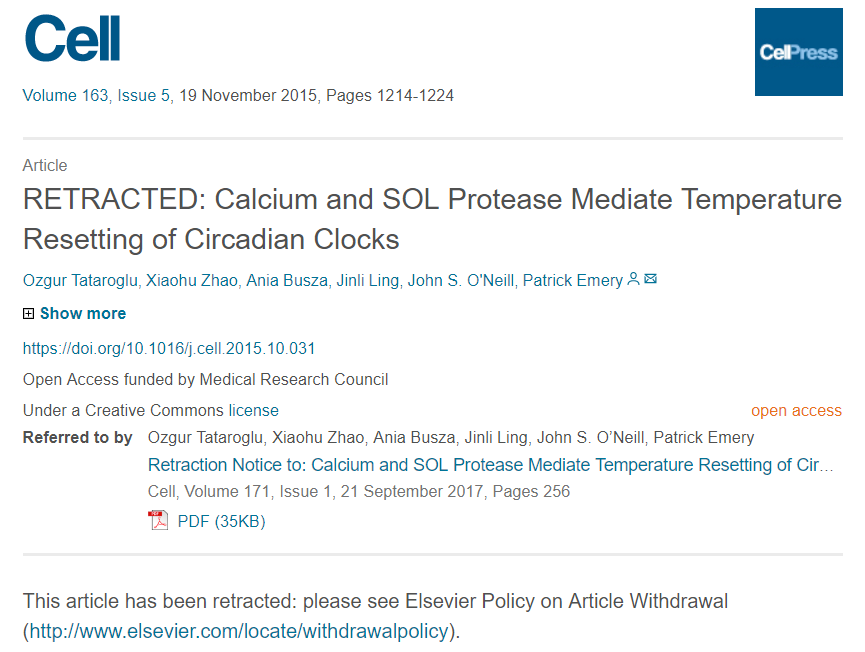 Cell
CellPress
Volume 163, Issue 5, 19 November 2015, Pages 1214-1224
Article
RETRACTED: Calcium and SOL Protease Mediate Temperature
Resetting of Circadian Clocks
Ozgur Tataroglu, Xiaohu Zhao, Ania Busza, Jinli Ling, John S. O'Neill, Patrick Emery
Show more
https://doi.org/10.1016/j.cell.2015.10.031
Open Access funded by Medical Research Council
Under a Creative Commons license open access
Referred to by Ozgur Tataroglu, Xiaohu Zhao, Ania Busza, Jinli Ling, John S. O’Neill, Patrick Emery
Retraction Notice to: Calcium and SOL Protease Mediate Temperature Resetting of Cir...
Cell, Volume 171, Issue 1, 21 September 2017, Pages 256
PDF (35KB)
This article has been retracted: please see Elsevier Policy on Article Withdrawal
(http://www.elsevier.com/locate/withdrawalpolicy).